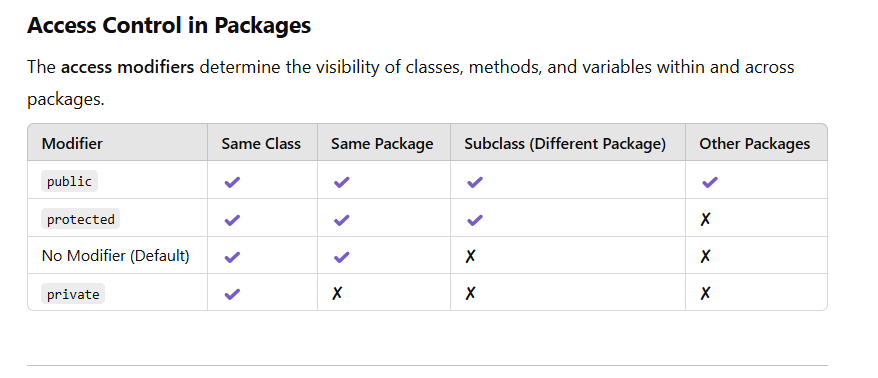 Access Control in Packages
The access modifiers determine the visibility of classes, methods, and variables within and across
packages.
Modifier Same Class Same Package Subclass (Different Package) Other Packages
public ✔ ✔ ✔ ✔
protected ✔ ✔ ✔ ✗
No Modifier (Default) ✔ ✔ ✗ ✗
private ✔ ✗ ✗ ✗